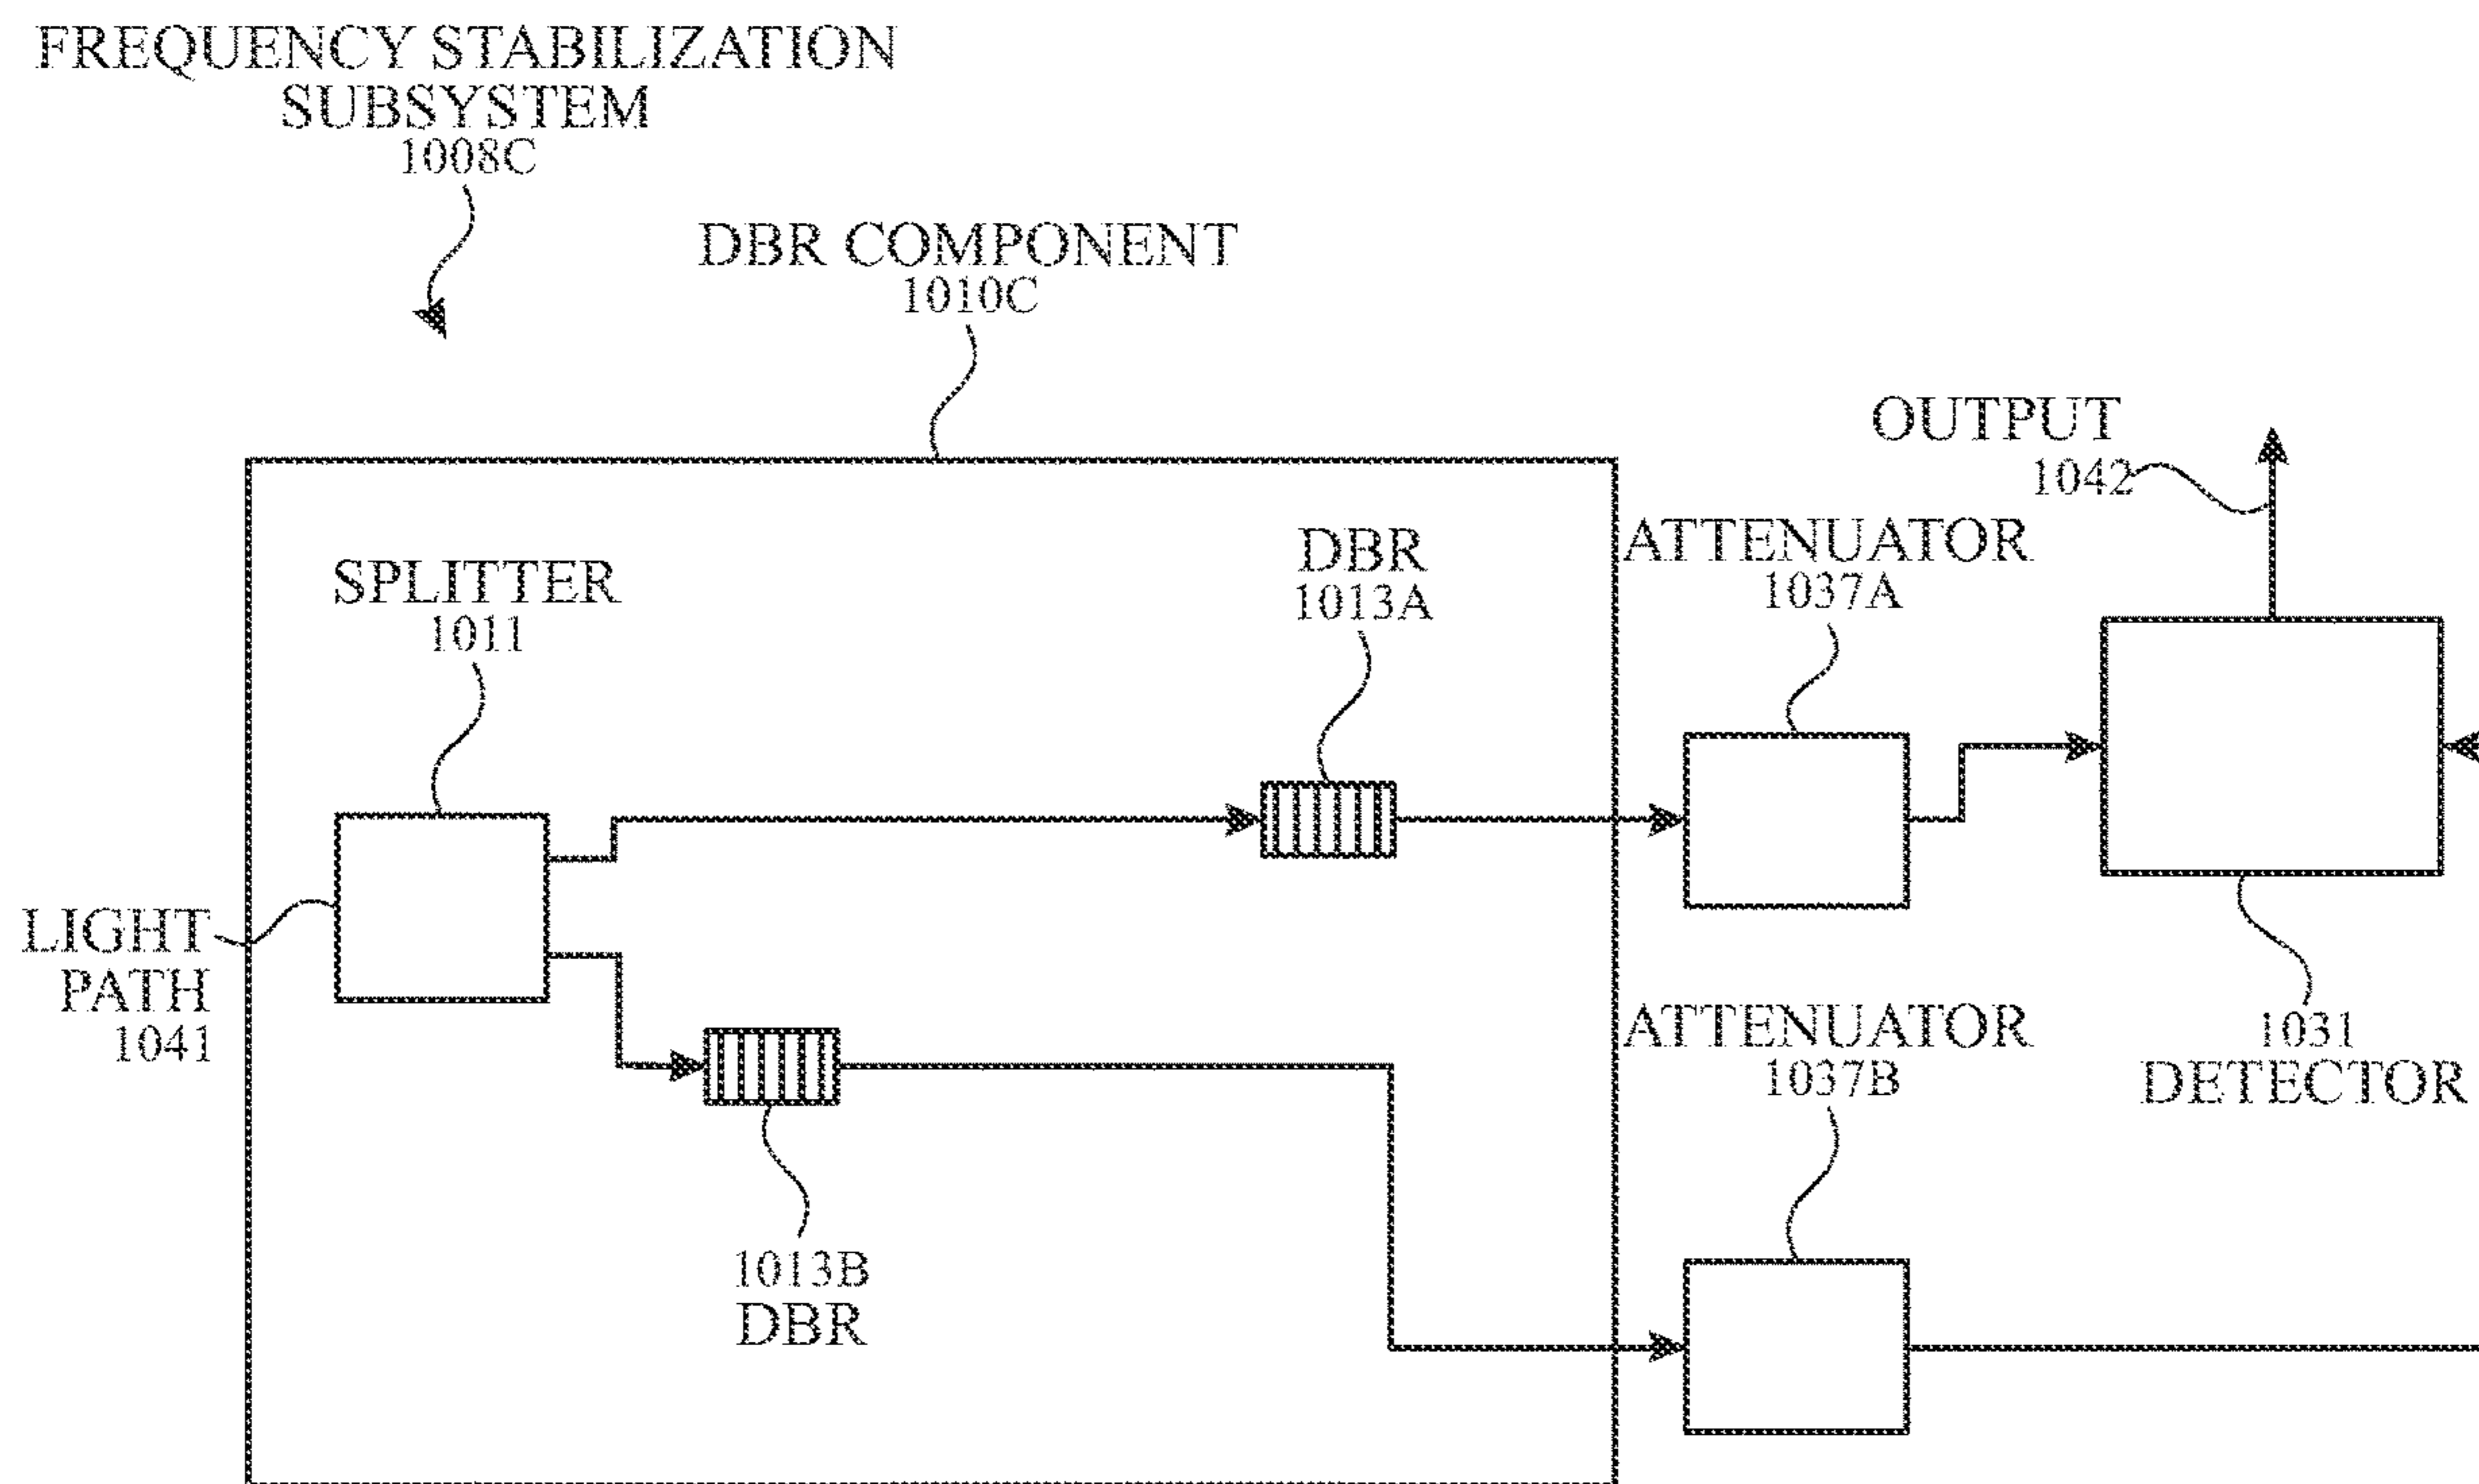 FREQUENCY STABILIZATION
SUBSYSTEM
1008C
DBR COMPONENT
1010C
OUTPUT
1042
ATTENUATOR
1037A
DBR
1013A
SPLITTER
1011
LIGHT
PATH
1041
ATTENUATOR
1037B
1031
DETECTOR
1013B
DBR